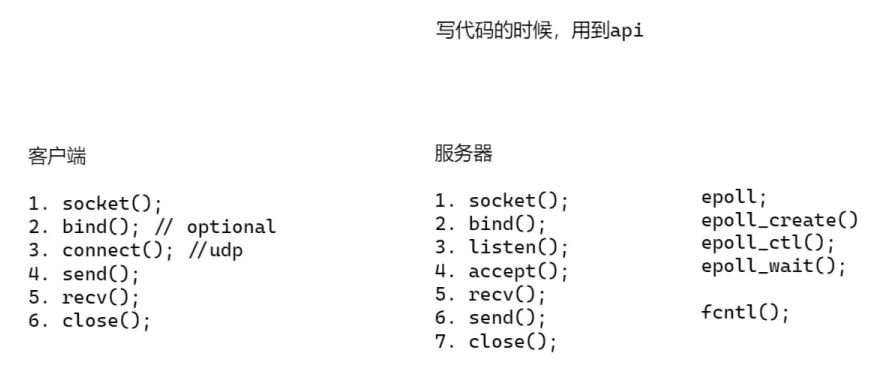 写代码的时候，用到api
客户端
1. socket();
2. bind(); // optional
3. connect(); //udp
4. send();
5. recv();
6. close();
服务器
1. socket();
2. bind();
3. listen();
4. accept();
5. recv();
6. send();
7. close();
epoll;
epoll_create()
epoll_ctl();
epoll_wait();
fcntl();